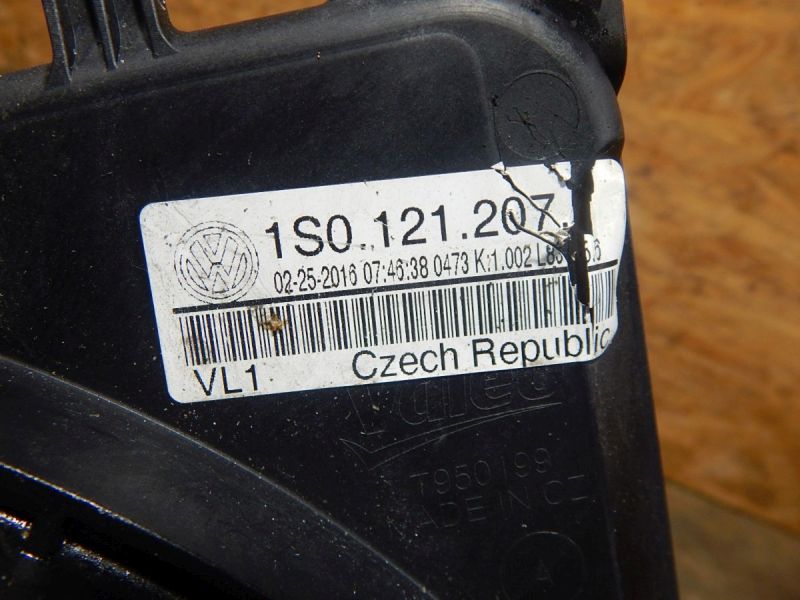 1S0.121.207.
02-25-2016 07:46:38 0473 K:1.002
VL1 Czech Republic
Valeo
T950199
MADE IN CZ
A